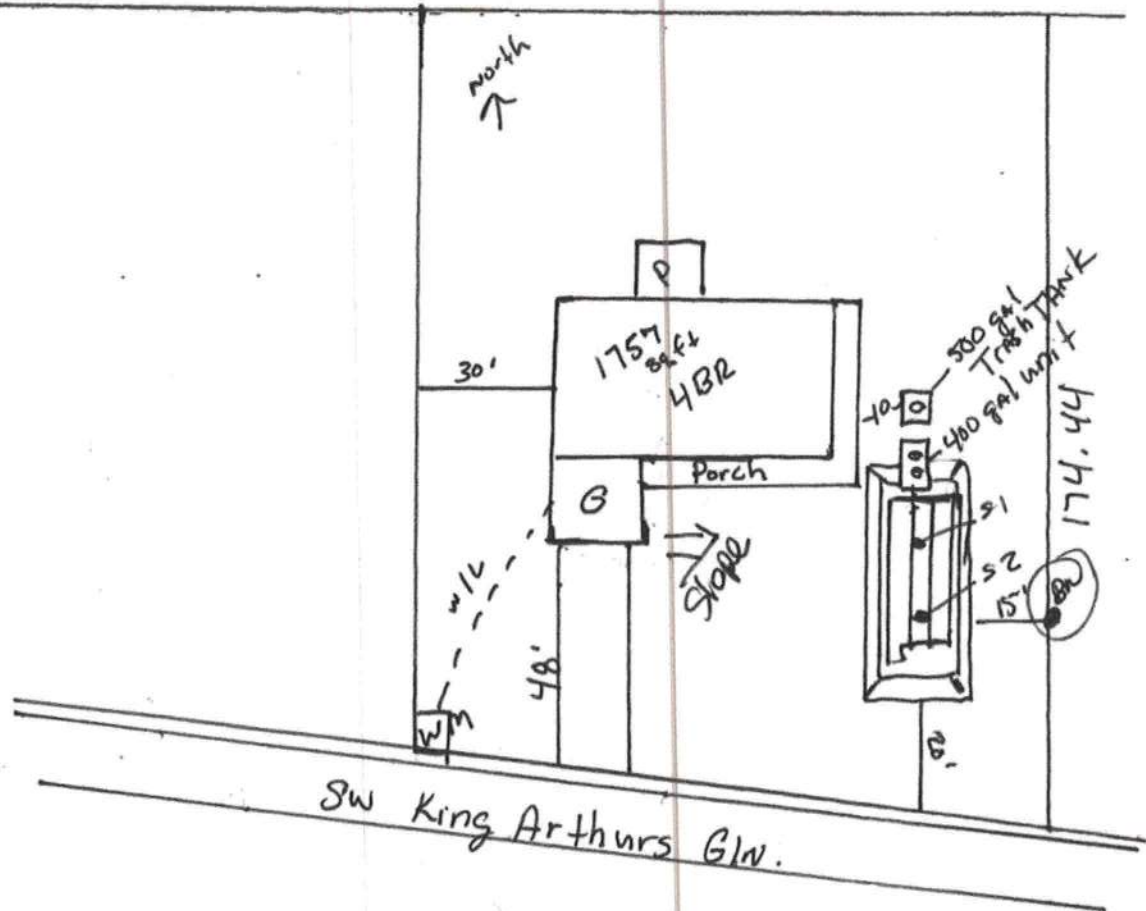 North
P
1757
sq ft
4BR
30'
500 gal
Trash TANK
10'
400 gal unit
174.44
Porch
G
S1
Slope
S2
15'
BM
w/L
48'
WM
20'
SW King Arthurs Gln.